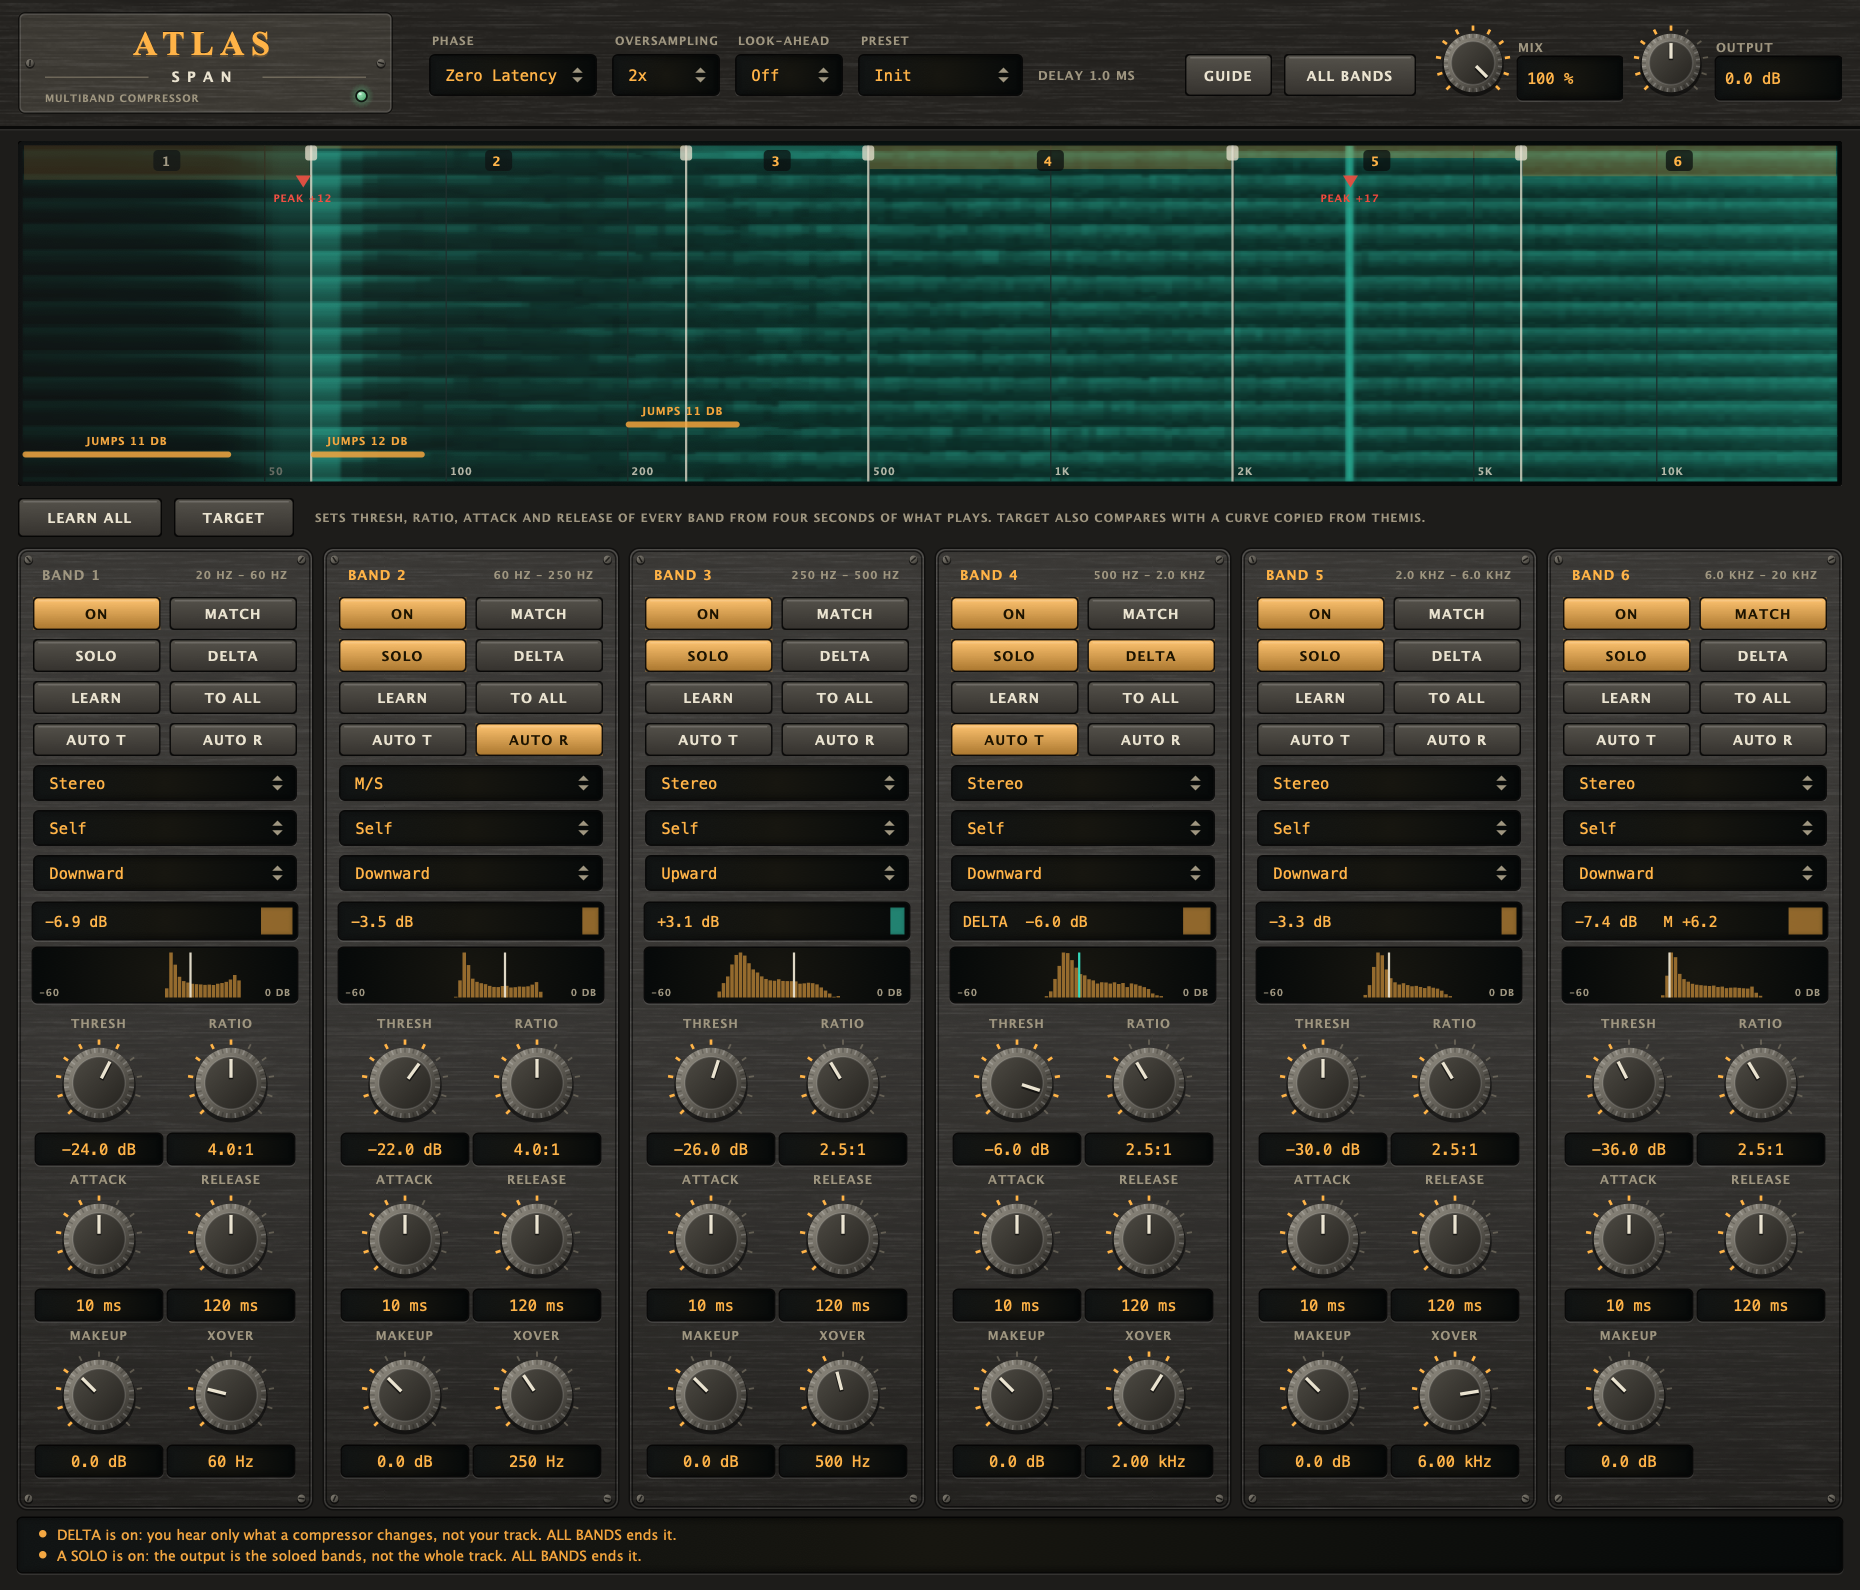 ATLAS
SPAN
MULTIBAND COMPRESSOR
PHASE OVERSAMPLING LOOK-AHEAD PRESET
Zero Latency 2x Off Init DELAY 1.0 MS GUIDE ALL BANDS
MIX OUTPUT
100 % 0.0 dB
1 2 3 4 5 6
PEAK +12 PEAK +17
JUMPS 11 DB
JUMPS 11 DB JUMPS 12 DB
50 100 200 500 1K 2K 5K 10K
LEARN ALL TARGET SETS THRESH, RATIO, ATTACK AND RELEASE OF EVERY BAND FROM FOUR SECONDS OF WHAT PLAYS. TARGET ALSO COMPARES WITH A CURVE COPIED FROM THEMIS.
BAND 1 20 HZ – 60 HZ BAND 2 60 HZ – 250 HZ BAND 3 250 HZ – 500 HZ BAND 4 500 HZ – 2.0 KHZ BAND 5 2.0 KHZ – 6.0 KHZ BAND 6 6.0 KHZ – 20 KHZ
ON MATCH ON MATCH ON MATCH ON MATCH ON MATCH ON MATCH
SOLO DELTA SOLO DELTA SOLO DELTA SOLO DELTA SOLO DELTA SOLO DELTA
LEARN TO ALL LEARN TO ALL LEARN TO ALL LEARN TO ALL LEARN TO ALL LEARN TO ALL
AUTO T AUTO R AUTO T AUTO R AUTO T AUTO R AUTO T AUTO R AUTO T AUTO R AUTO T AUTO R
Stereo M/S Stereo Stereo Stereo Stereo
Self Self Self Self Self Self
Downward Downward Upward Downward Downward Downward
−6.9 dB −3.5 dB +3.1 dB DELTA −6.0 dB −3.3 dB −7.4 dB M +6.2
−60 0 DB −60 0 DB −60 0 DB −60 0 DB −60 0 DB −60 0 DB
THRESH RATIO THRESH RATIO THRESH RATIO THRESH RATIO THRESH RATIO THRESH RATIO
−24.0 dB 4.0:1 −22.0 dB 4.0:1 −26.0 dB 2.5:1 −6.0 dB 2.5:1 −30.0 dB 2.5:1 −36.0 dB 2.5:1
ATTACK RELEASE ATTACK RELEASE ATTACK RELEASE ATTACK RELEASE ATTACK RELEASE ATTACK RELEASE
10 ms 120 ms 10 ms 120 ms 10 ms 120 ms 10 ms 120 ms 10 ms 120 ms 10 ms 120 ms
MAKEUP XOVER MAKEUP XOVER MAKEUP XOVER MAKEUP XOVER MAKEUP XOVER MAKEUP
0.0 dB 60 Hz 0.0 dB 250 Hz 0.0 dB 500 Hz 0.0 dB 2.00 kHz 0.0 dB 6.00 kHz 0.0 dB
● DELTA is on: you hear only what a compressor changes, not your track. ALL BANDS ends it.
● A SOLO is on: the output is the soloed bands, not the whole track. ALL BANDS ends it.